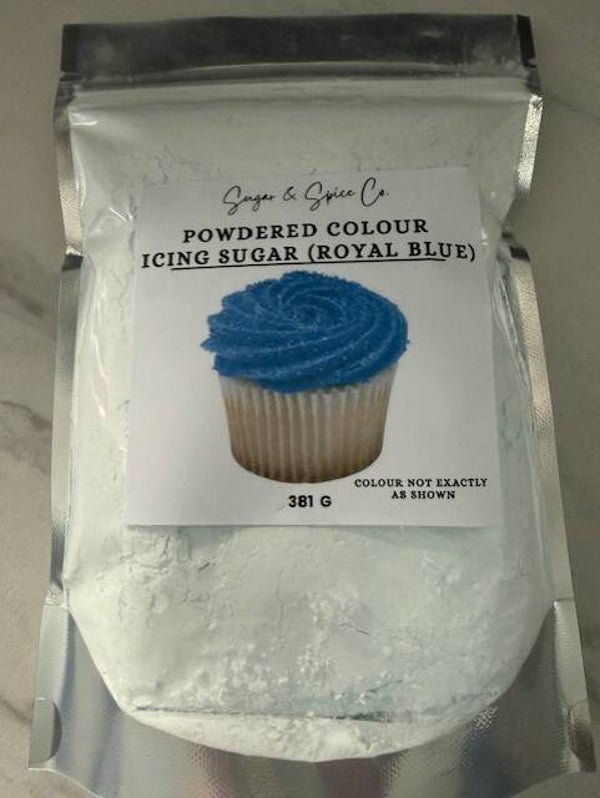 Sugar & Spice Co.
POWDERED COLOUR
ICING SUGAR (ROYAL BLUE)
COLOUR NOT EXACTLY
AS SHOWN
381 G